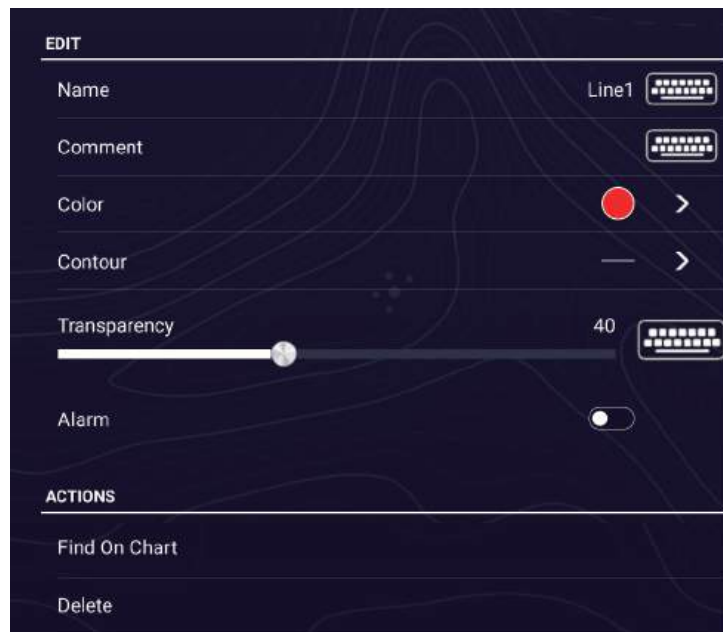 EDIT
Name Line1
Comment
Color
Contour
Transparency 40
Alarm
ACTIONS
Find On Chart
Delete